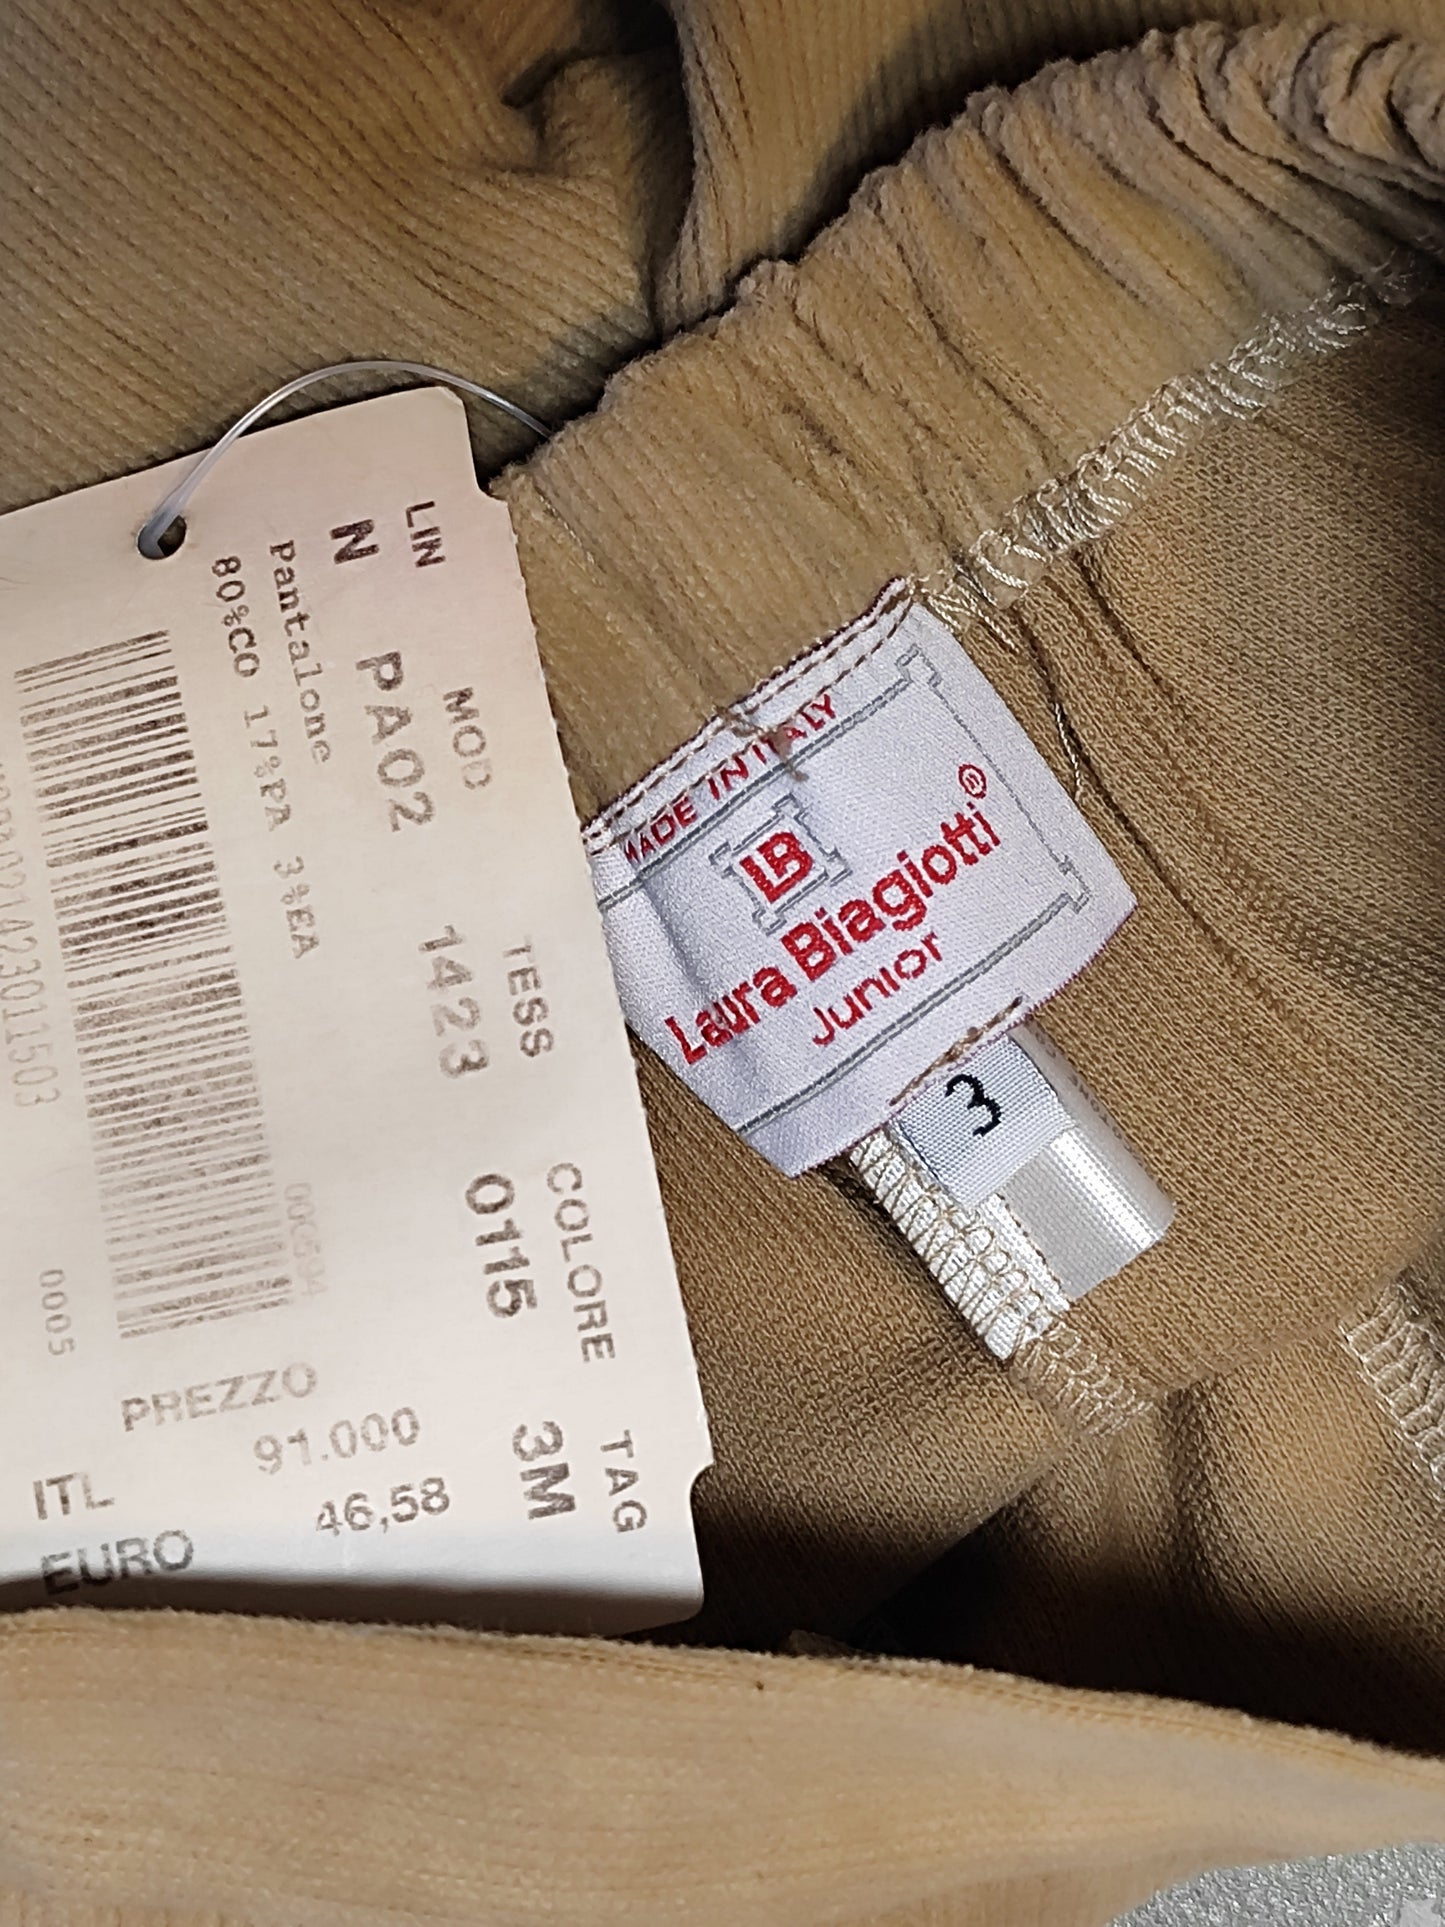 LIN MOD TESS COLORE TAG
N PA02 1423 0115 3M
Pantalone
80%CO 17%PA 3%EA
0005
PREZZO
ITL 91.000
EURO 46,58
MADE IN ITALY
LB
Laura Biagiotti®
Junior
3